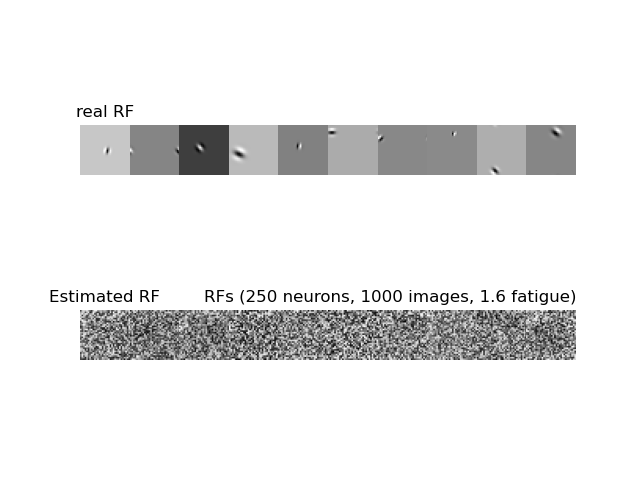 real RF
Estimated RF
RFs (250 neurons, 1000 images, 1.6 fatigue)